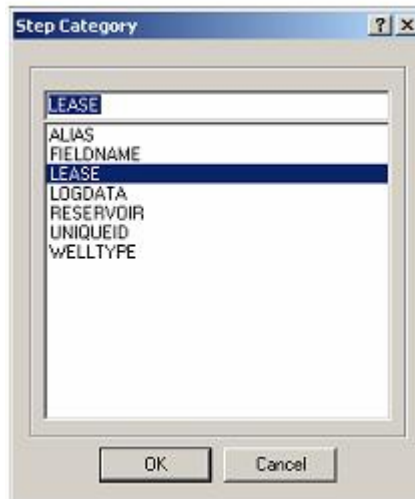 Step Category
? ×
LEASE
ALIAS
FIELDNAME
LEASE
LOGDATA
RESERVOIR
UNIQUEID
WELLTYPE
OK
Cancel